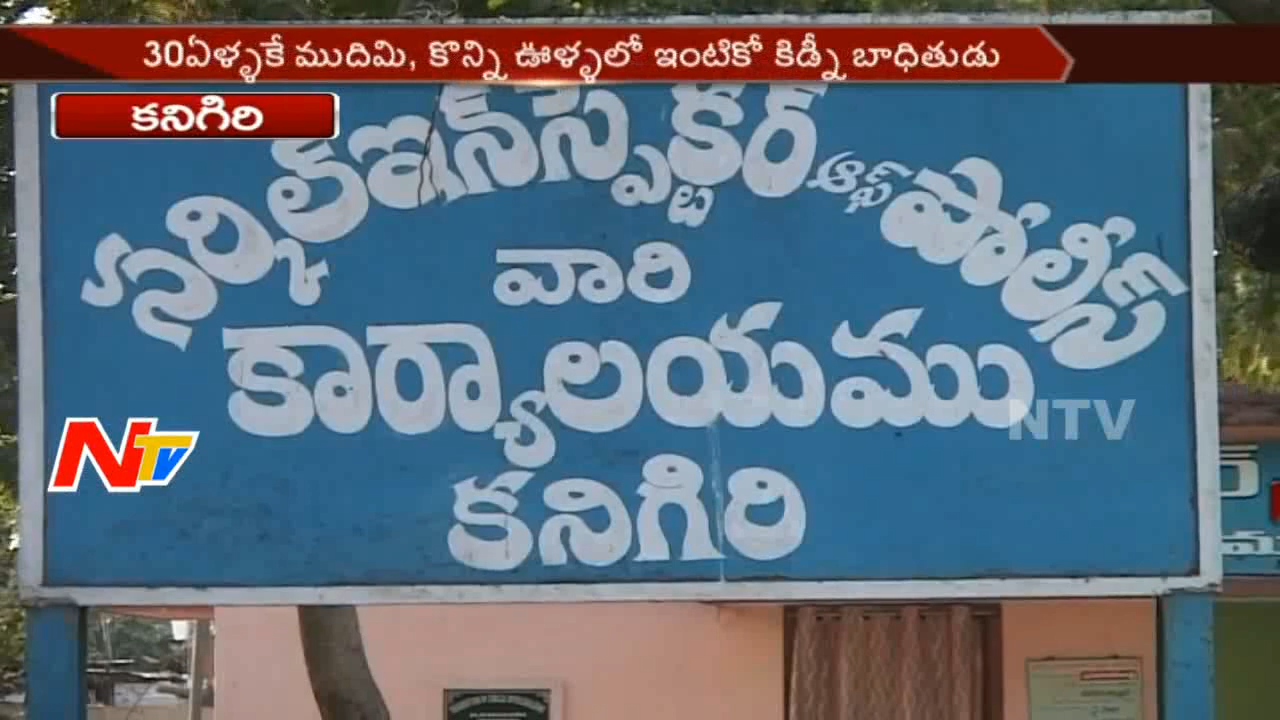 30ఏళ్ళకే ముదిమి, కొన్ని ఊళ్ళలో ఇంటికో కిడ్నీ బాధితుడు
కనిగిరి
సర్కిల్ఇన్స్పెక్టర్ ఆఫ్ పోలీస్
వారి
కార్యాలయము
NTV
NTV
కనిగిరి